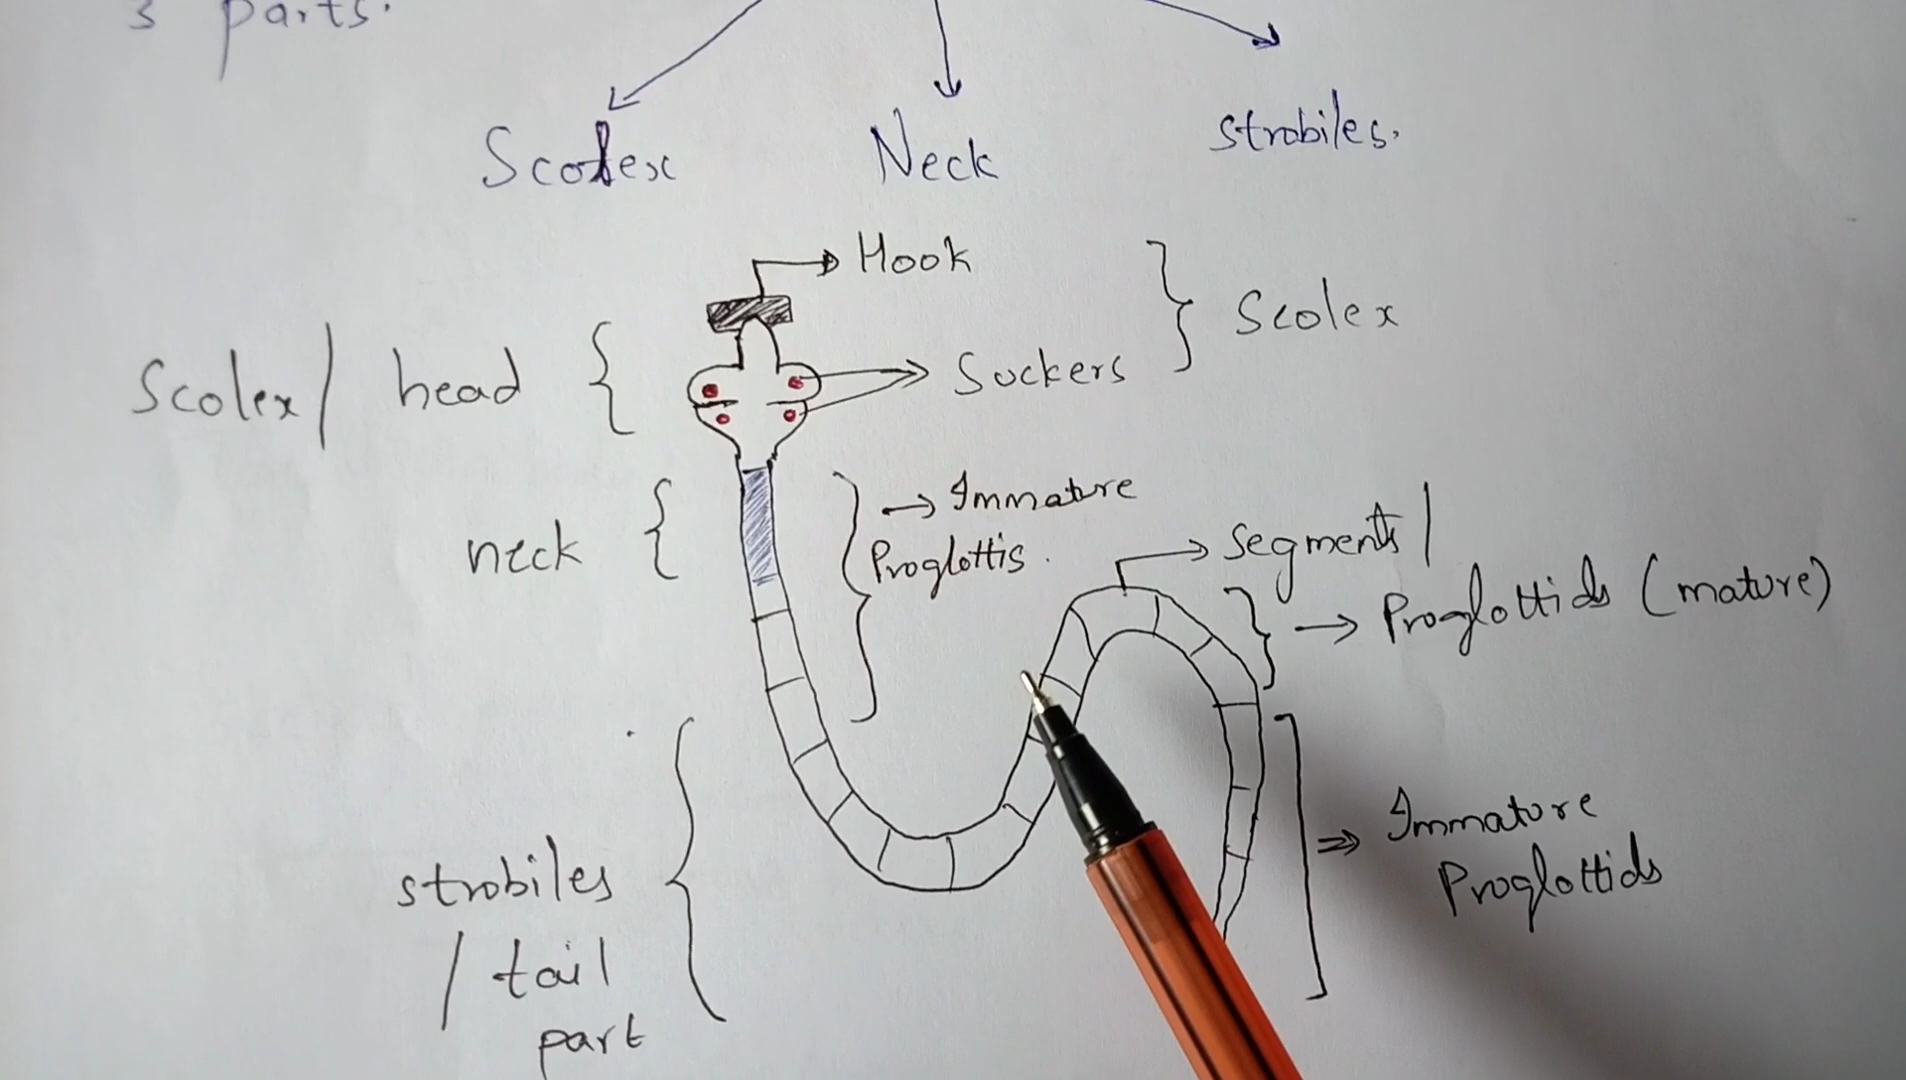 3 parts.
Scolex
Neck
strobiles.
Hook
Scolex
Scolex / head
Suckers
neck
→ Immature
Proglottis.
→ Segments /
→ Proglottids (mature)
strobiles
/ tail
part
⇒ Immature
Proglottids